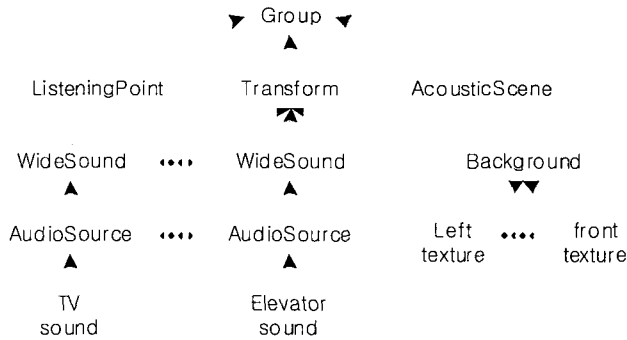 Group
ListeningPoint Transform AcousticScene
WideSound WideSound Background
AudioSource AudioSource Left texture front texture
TV sound Elevator sound